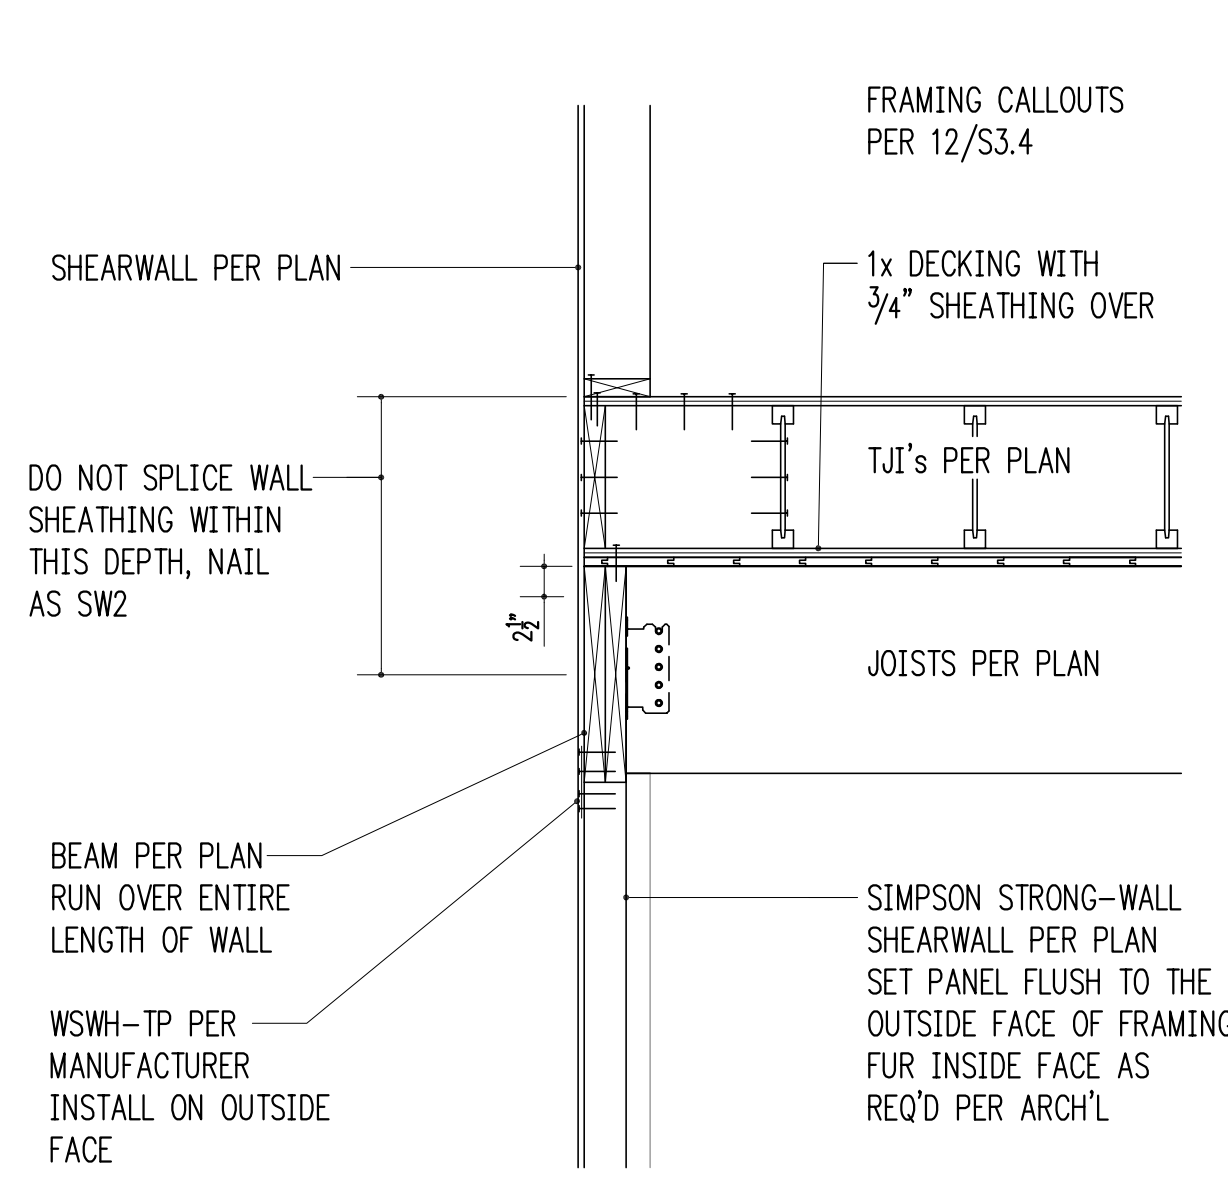 FRAMING CALLOUTS
PER 12/S3.4
SHEARWALL PER PLAN
1x DECKING WITH
3/4" SHEATHING OVER
DO NOT SPLICE WALL
SHEATHING WITHIN
THIS DEPTH, NAIL
AS SW2
TJI's PER PLAN
2 1/2"
JOISTS PER PLAN
BEAM PER PLAN
RUN OVER ENTIRE
LENGTH OF WALL
WSWH-TP PER
MANUFACTURER
INSTALL ON OUTSIDE
FACE
SIMPSON STRONG-WALL
SHEARWALL PER PLAN
SET PANEL FLUSH TO THE
OUTSIDE FACE OF FRAMING
FUR INSIDE FACE AS
REQ'D PER ARCH'L